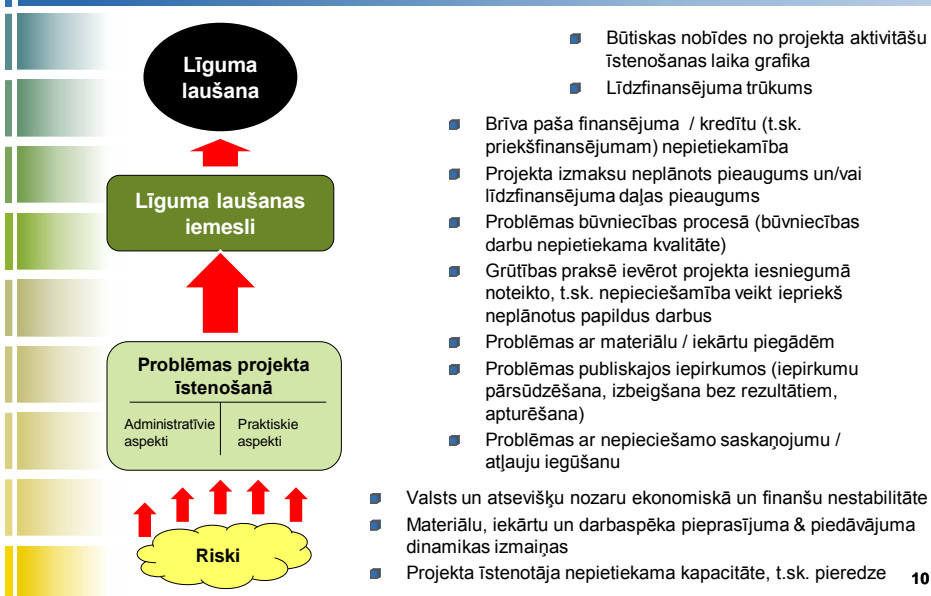 Līguma
laušana
Līguma laušanas
iemesli
Problēmas projekta
īstenošanā
Administratīvie
aspekti
Praktiskie
aspekti
Riski
Būtiskas nobīdes no projekta aktivitāšu
īstenošanas laika grafika
Līdzfinansējuma trūkums
Brīva paša finansējuma / kredītu (t.sk.
priekšfinansējumam) nepietiekamība
Projekta izmaksu neplānots pieaugums un/vai
līdzfinansējuma daļas pieaugums
Problēmas būvniecības procesā (būvniecības
darbu nepietiekama kvalitāte)
Grūtības praksē ievērot projekta iesniegumā
noteikto, t.sk. nepieciešamība veikt iepriekš
neplānotus papildus darbus
Problēmas ar materiālu / iekārtu piegādēm
Problēmas publiskajos iepirkumos (iepirkumu
pārsūdzēšana, izbeigšana bez rezultātiem,
apturēšana)
Problēmas ar nepieciešamo saskaņojumu /
atļauju iegūšanu
Valsts un atsevišķu nozaru ekonomiskā un finanšu nestabilitāte
Materiālu, iekārtu un darbaspēka pieprasījuma & piedāvājuma
dinamikas izmaiņas
Projekta īstenotāja nepietiekama kapacitāte, t.sk. pieredze
10